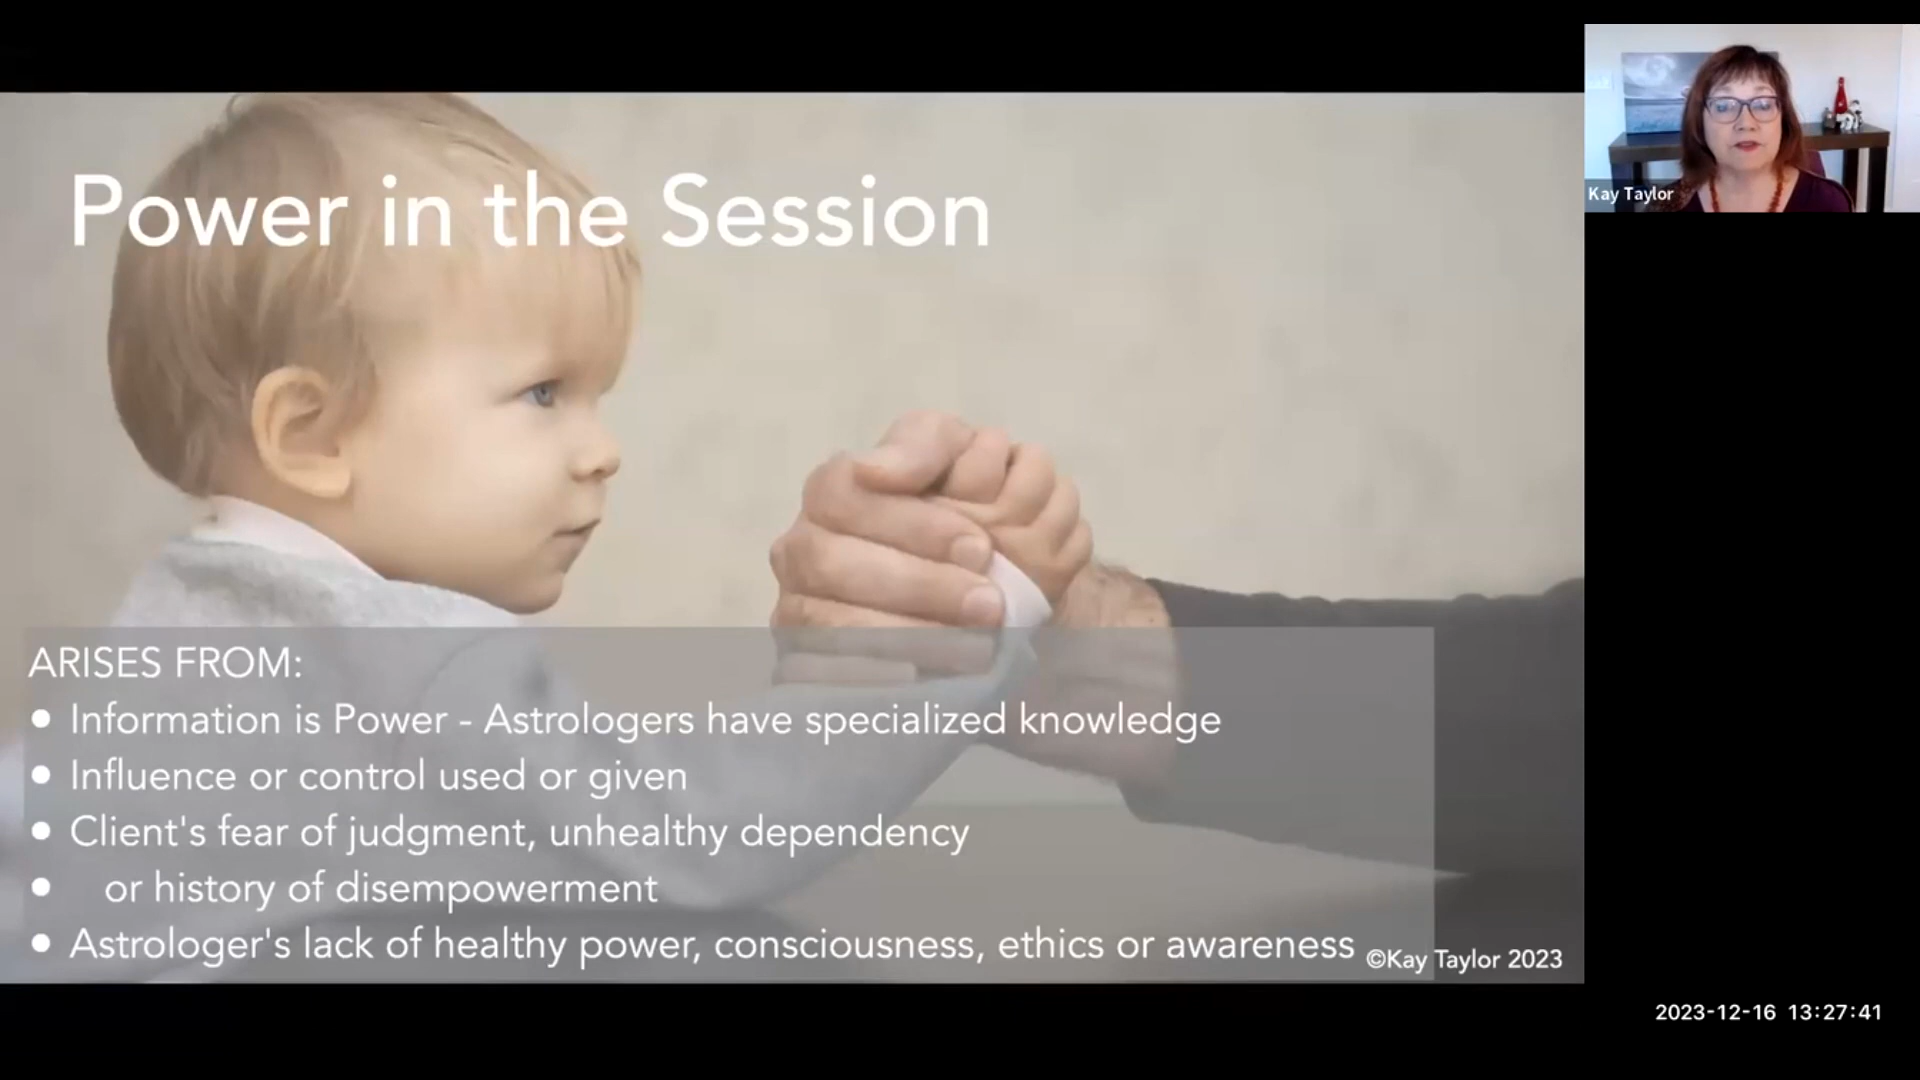 Power in the Session
Kay Taylor
ARISES FROM:
● Information is Power - Astrologers have specialized knowledge
● Influence or control used or given
● Client's fear of judgment, unhealthy dependency
● or history of disempowerment
● Astrologer's lack of healthy power, consciousness, ethics or awareness
©Kay Taylor 2023
2023-12-16 13:27:41